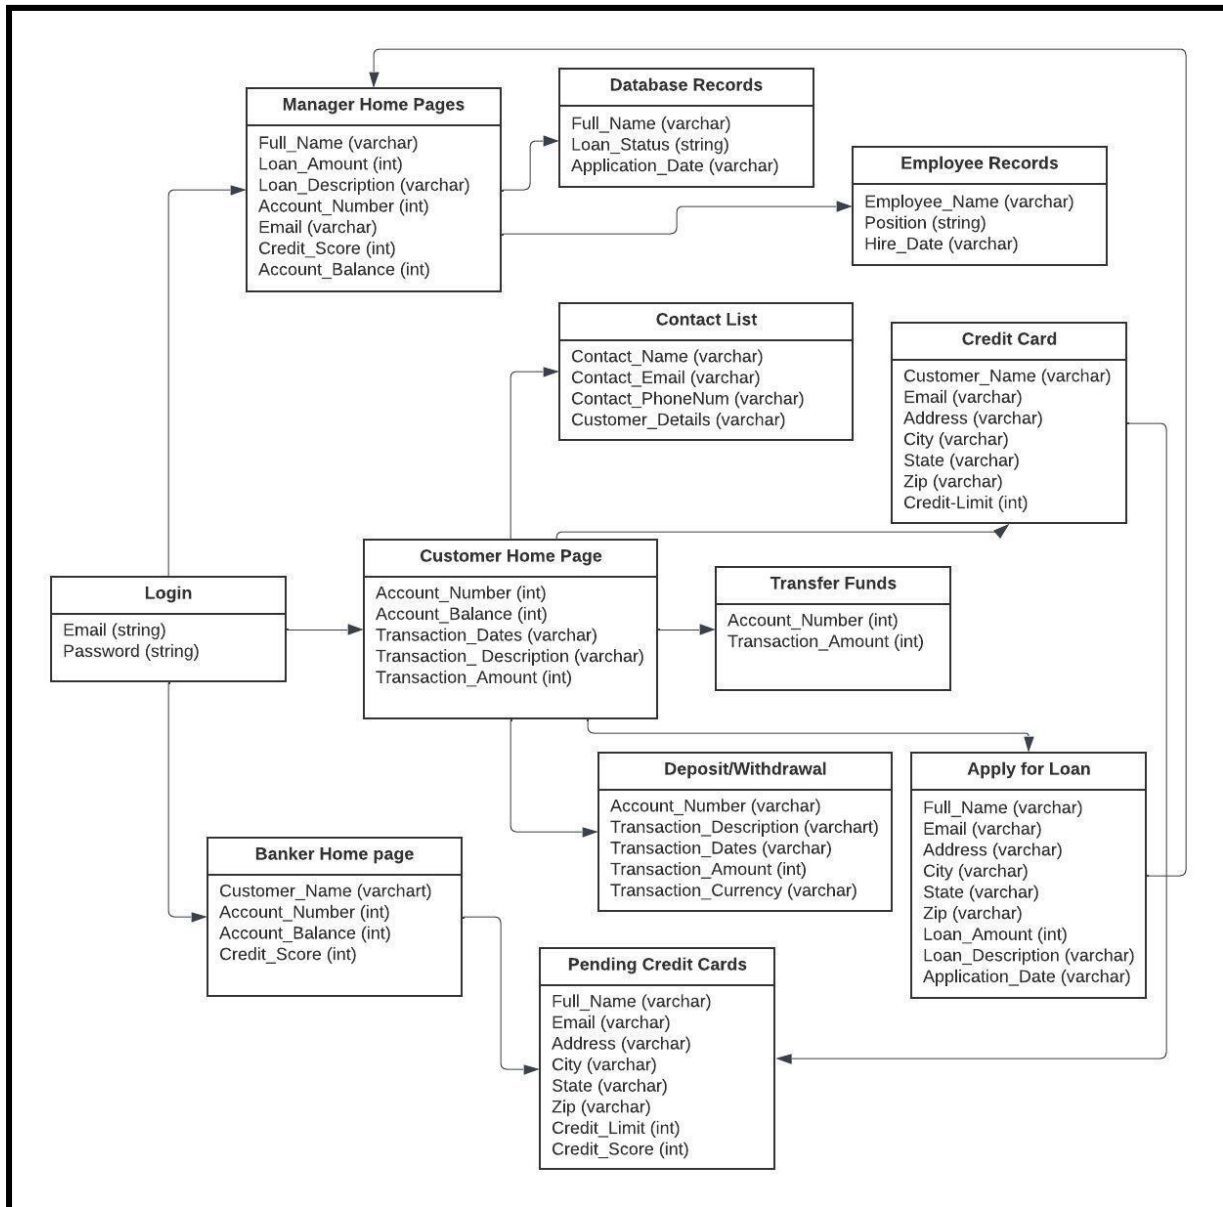 Manager Home Pages
Full_Name (varchar)
Loan_Amount (int)
Loan_Description (varchar)
Account_Number (int)
Email (varchar)
Credit_Score (int)
Account_Balance (int)
Database Records
Full_Name (varchar)
Loan_Status (string)
Application_Date (varchar)
Employee Records
Employee_Name (varchar)
Position (string)
Hire_Date (varchar)
Contact List
Contact_Name (varchar)
Contact_Email (varchar)
Contact_PhoneNum (varchar)
Customer_Details (varchar)
Credit Card
Customer_Name (varchar)
Email (varchar)
Address (varchar)
City (varchar)
State (varchar)
Zip (varchar)
Credit-Limit (int)
Login
Email (string)
Password (string)
Customer Home Page
Account_Number (int)
Account_Balance (int)
Transaction_Dates (varchar)
Transaction_ Description (varchar)
Transaction_Amount (int)
Transfer Funds
Account_Number (int)
Transaction_Amount (int)
Deposit/Withdrawal
Account_Number (varchar)
Transaction_Description (varchart)
Transaction_Dates (varchar)
Transaction_Amount (int)
Transaction_Currency (varchar)
Apply for Loan
Full_Name (varchar)
Email (varchar)
Address (varchar)
City (varchar)
State (varchar)
Zip (varchar)
Loan_Amount (int)
Loan_Description (varchar)
Application_Date (varchar)
Banker Home page
Customer_Name (varchart)
Account_Number (int)
Account_Balance (int)
Credit_Score (int)
Pending Credit Cards
Full_Name (varchar)
Email (varchar)
Address (varchar)
City (varchar)
State (varchar)
Zip (varchar)
Credit_Limit (int)
Credit_Score (int)